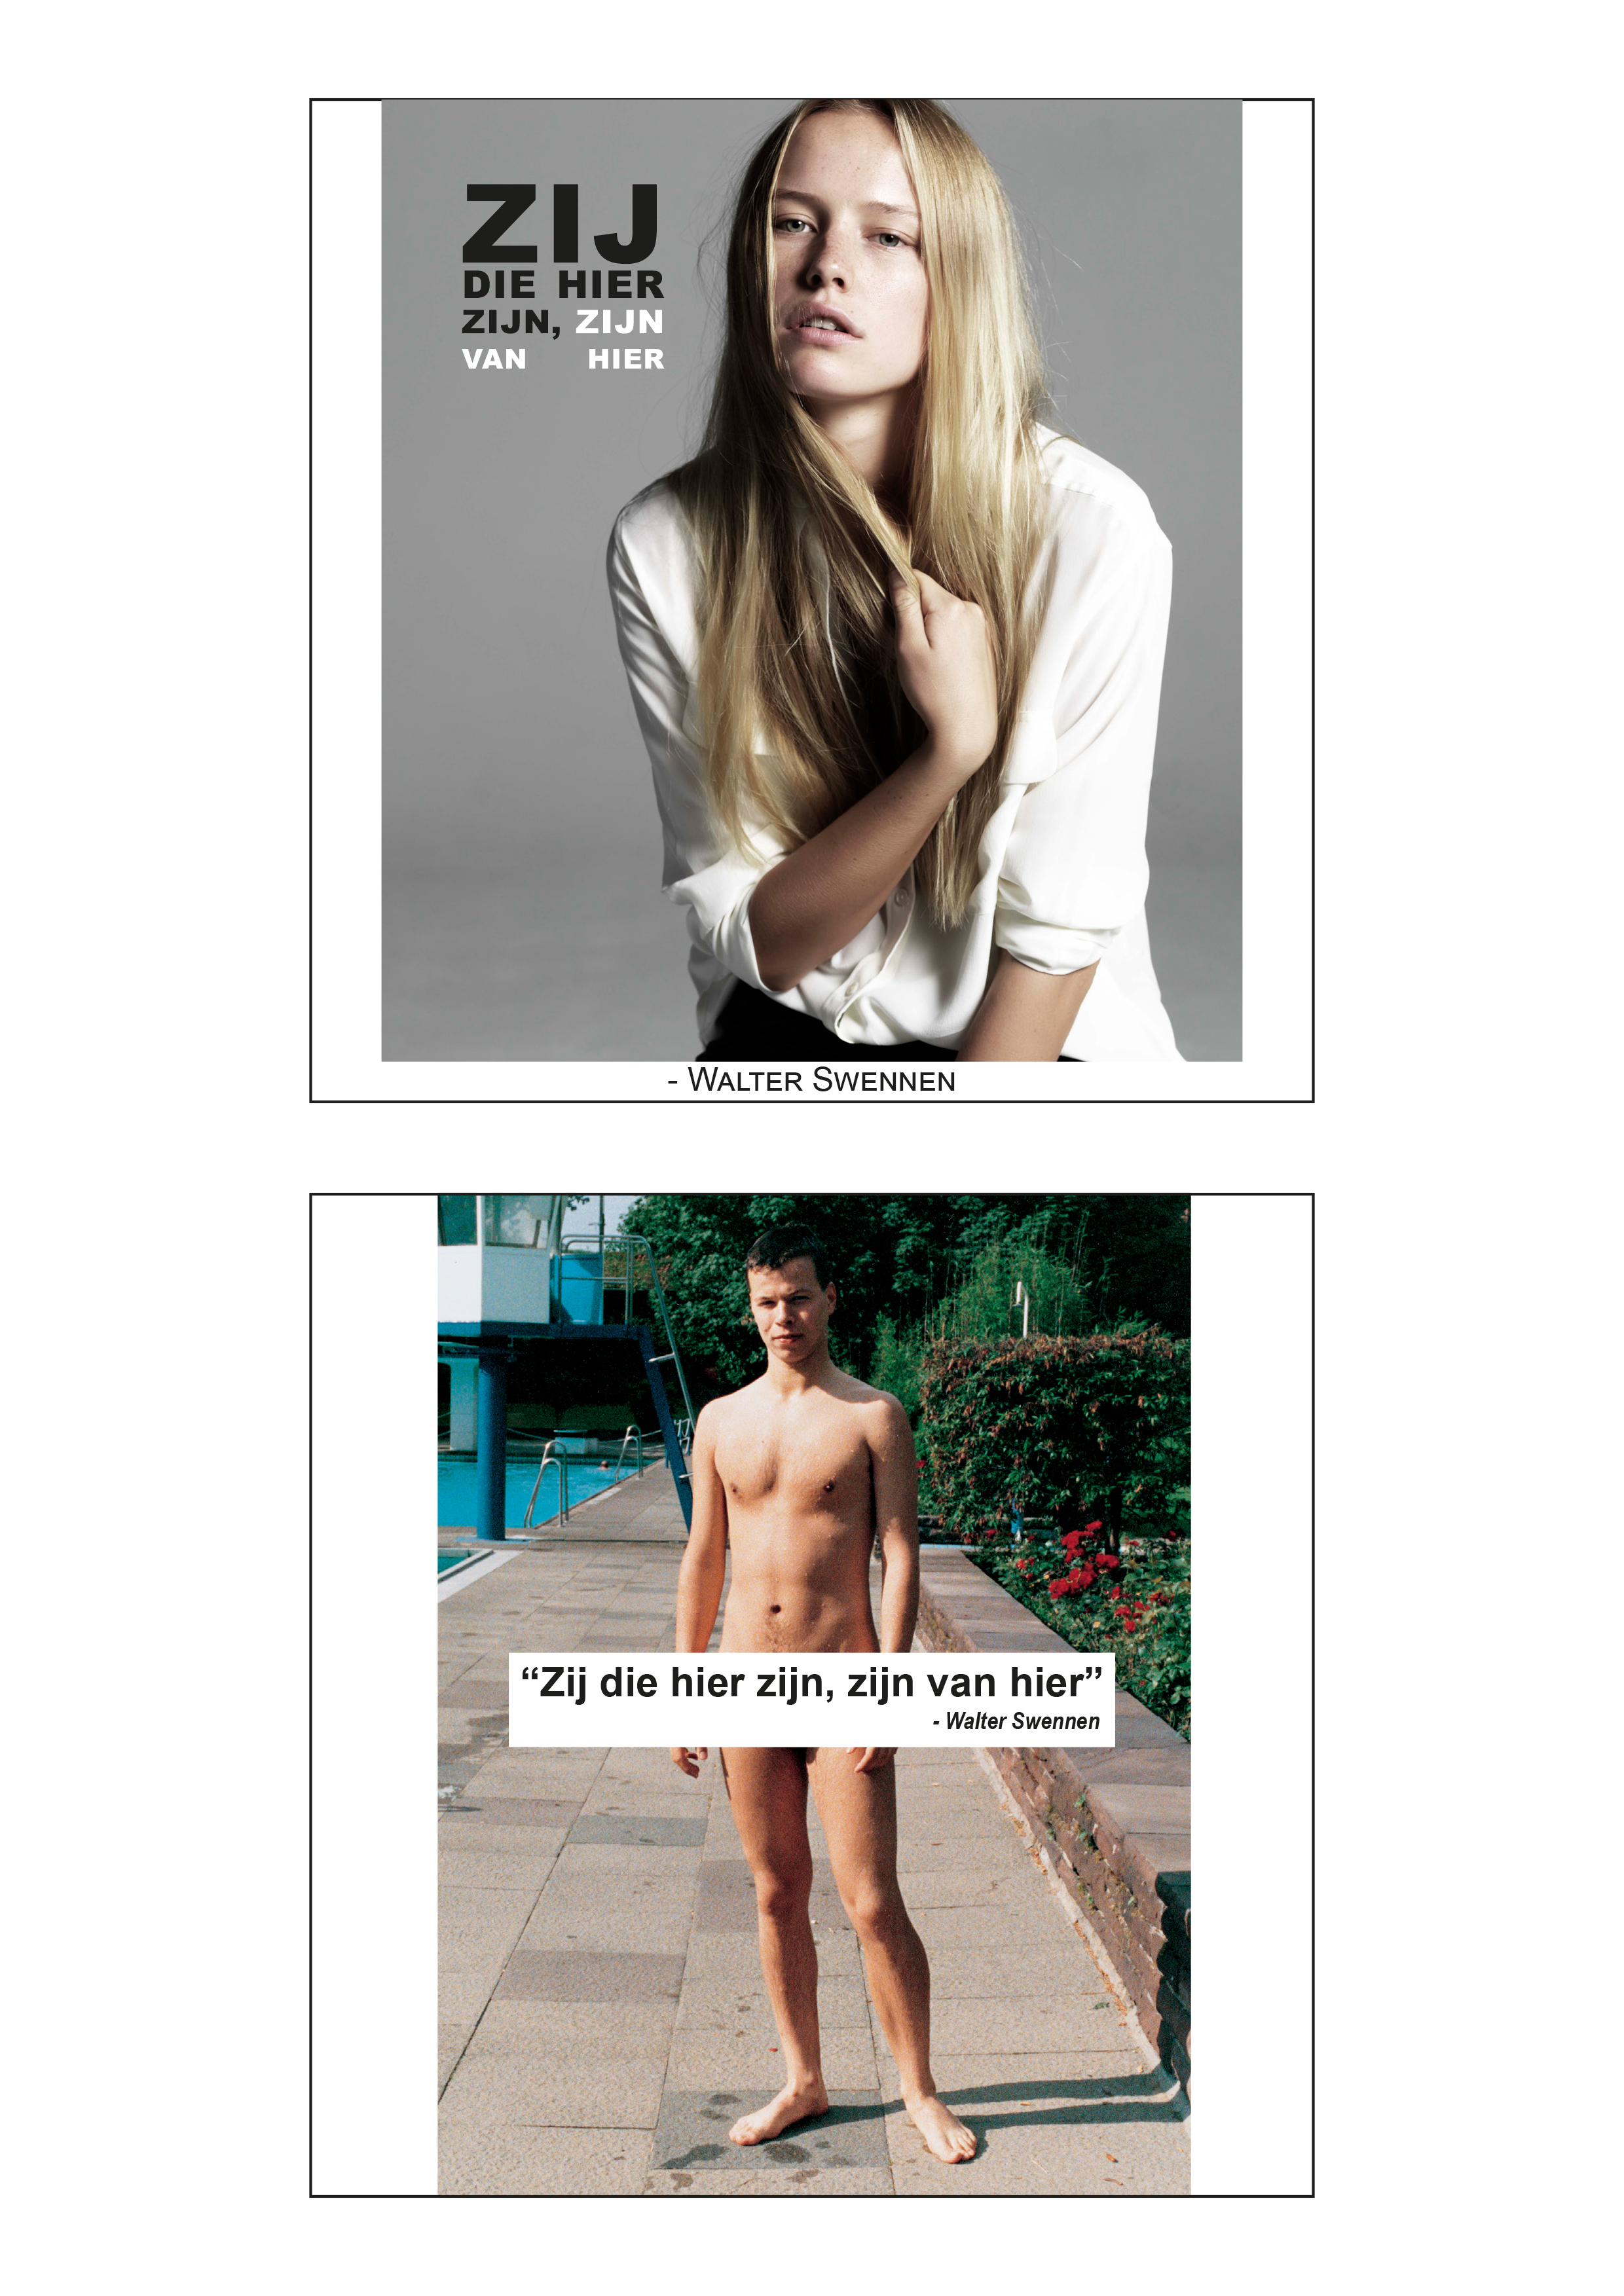 ZIJ
DIE HIER
ZIJN, ZIJN
VAN HIER
- WALTER SWENNEN
“Zij die hier zijn, zijn van hier”
- Walter Swennen